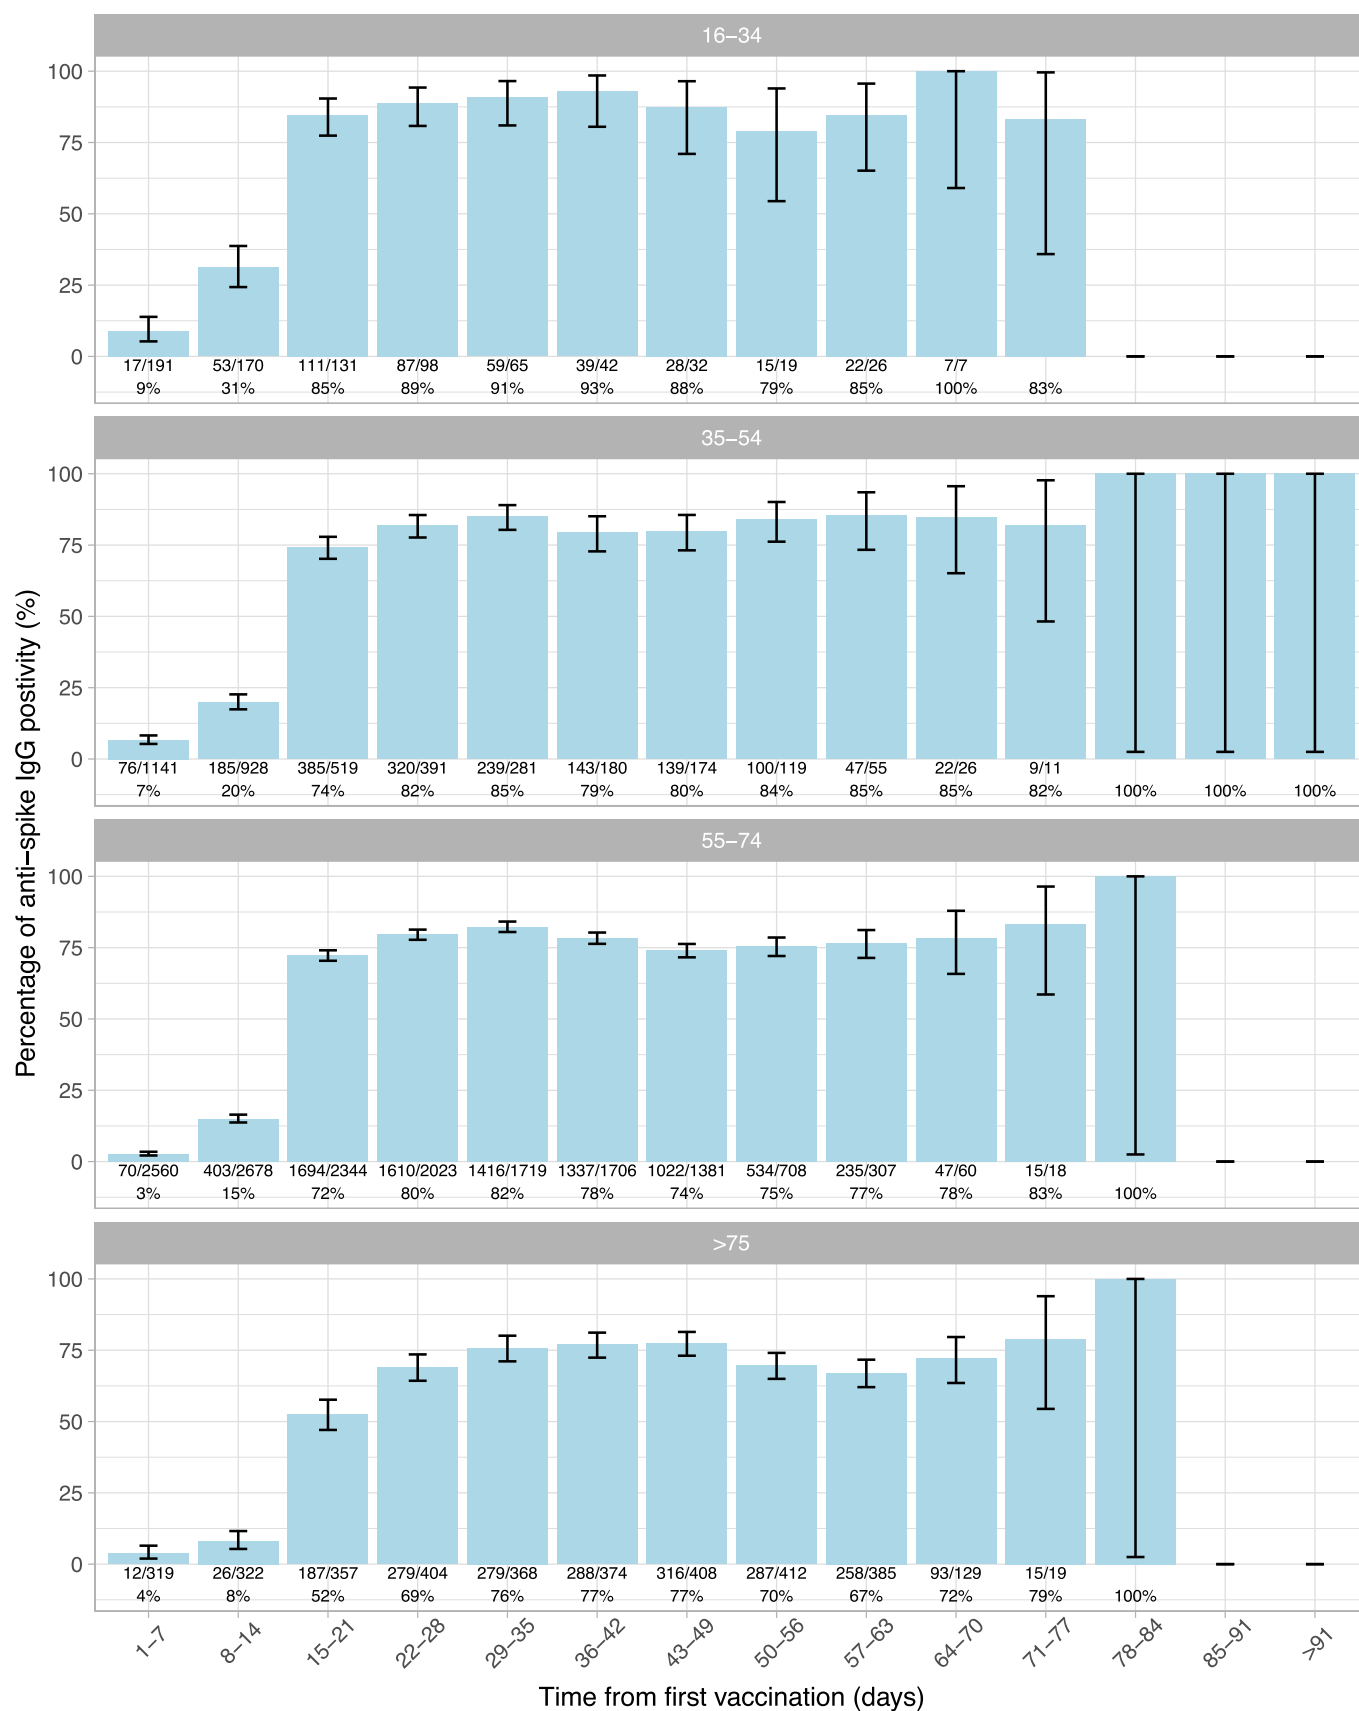 Percentage of anti−spike IgG postivity (%)
16−34
100
75
50
25
0
17/191 53/170 111/131 87/98 59/65 39/42 28/32 15/19 22/26 7/7
9% 31% 85% 89% 91% 93% 88% 79% 85% 100% 83%
35−54
100
75
50
25
0
76/1141 185/928 385/519 320/391 239/281 143/180 139/174 100/119 47/55 22/26 9/11
7% 20% 74% 82% 85% 79% 80% 84% 85% 85% 82% 100% 100% 100%
55−74
100
75
50
25
0
70/2560 403/2678 1694/2344 1610/2023 1416/1719 1337/1706 1022/1381 534/708 235/307 47/60 15/18
3% 15% 72% 80% 82% 78% 74% 75% 77% 78% 83% 100%
>75
100
75
50
25
0
12/319 26/322 187/357 279/404 279/368 288/374 316/408 287/412 258/385 93/129 15/19
4% 8% 52% 69% 76% 77% 77% 70% 67% 72% 79% 100%
1−7 8−14 15−21 22−28 29−35 36−42 43−49 50−56 57−63 64−70 71−77 78−84 85−91 >91
Time from first vaccination (days)